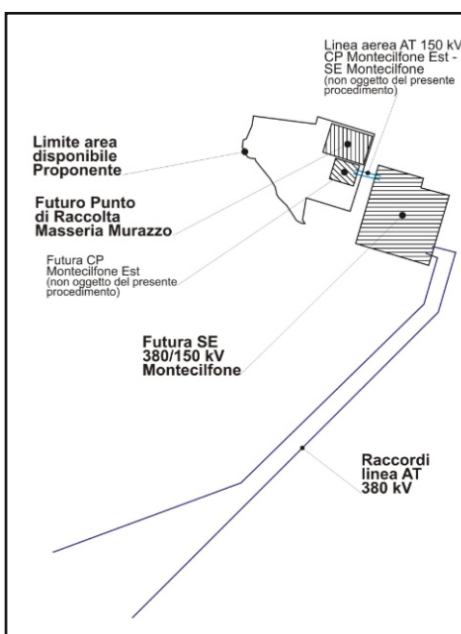 Linea aerea AT 150 kV
CP Montecilfone Est -
SE Montecilfone
(non oggetto del presente
procedimento)
Limite area
disponibile
Proponente
Futuro Punto
di Raccolta
Masseria Murazzo
Futura CP
Montecilfone Est
(non oggetto del presente
procedimento)
Futura SE
380/150 kV
Montecilfone
Raccordi
linea AT
380 kV